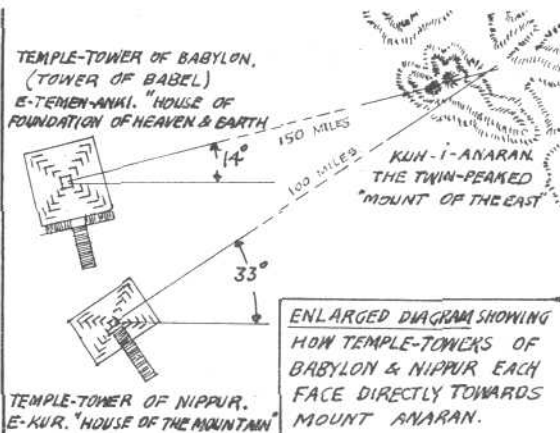 TEMPLE-TOWER OF BABYLON.
(TOWER OF BABEL)
E-TEMEN-ANKI. "HOUSE OF
FOUNDATION OF HEAVEN & EARTH
150 MILES
14°
100 MILES
KUH-i-ANARAN.
THE TWIN-PEAKED
"MOUNT OF THE EAST"
33°
TEMPLE-TOWER OF NIPPUR.
E-KUR. "HOUSE OF THE MOUNTAIN"
ENLARGED DIAGRAM SHOWING
HOW TEMPLE-TOWERS OF
BABYLON & NIPPUR EACH
FACE DIRECTLY TOWARDS
MOUNT ANARAN.